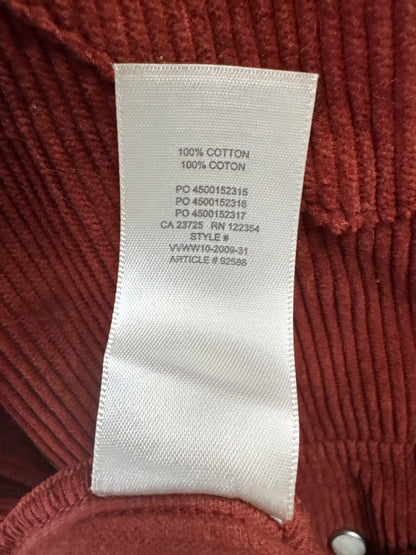 100% COTTON
100% COTON
PO 4500152315
PO 4500152316
PO 4500152317
CA 23725 RN 122354
STYLE #
VVWW10-2009-31
ARTICLE # 92586